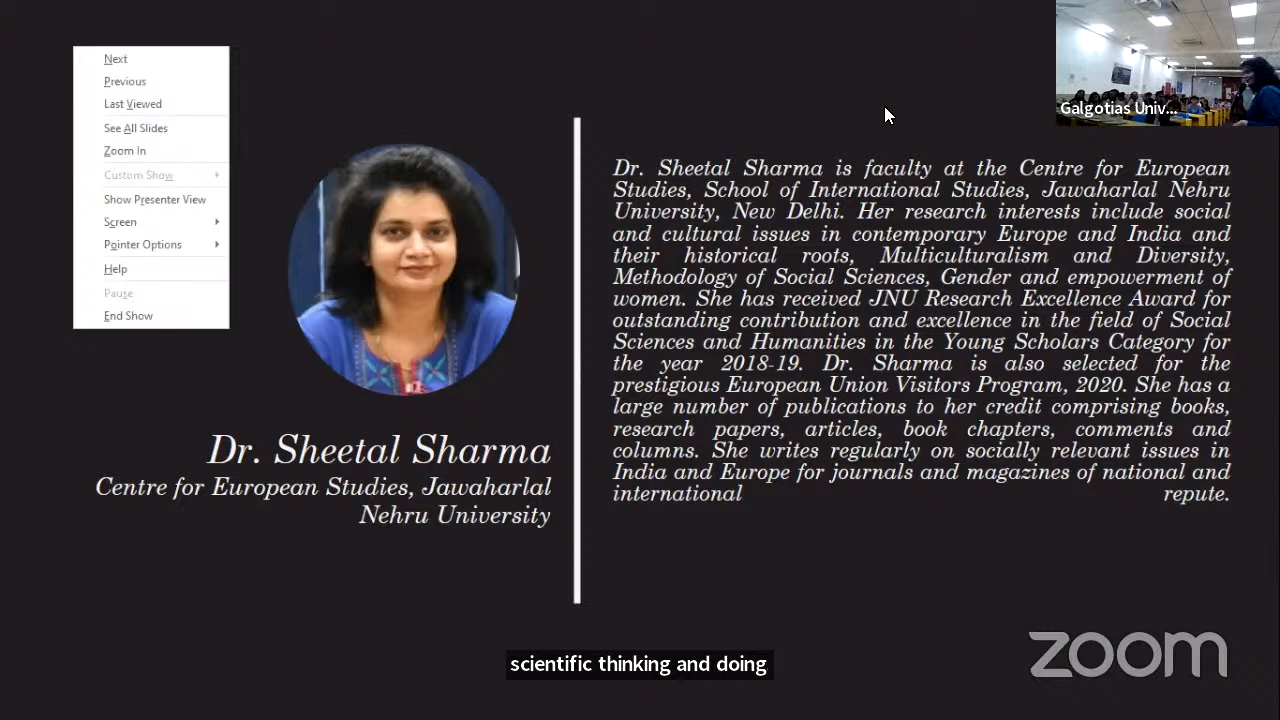 Next
Previous
Last Viewed
See All Slides
Zoom In
Custom Show
Show Presenter View
Screen
Pointer Options
Help
Pause
End Show
Galgotias Univ...
Dr. Sheetal Sharma
Centre for European Studies, Jawaharlal
Nehru University
Dr. Sheetal Sharma is faculty at the Centre for European
Studies, School of International Studies, Jawaharlal Nehru
University, New Delhi. Her research interests include social
and cultural issues in contemporary Europe and India and
their historical roots, Multiculturalism and Diversity,
Methodology of Social Sciences, Gender and empowerment of
women. She has received JNU Research Excellence Award for
outstanding contribution and excellence in the field of Social
Sciences and Humanities in the Young Scholars Category for
the year 2018-19. Dr. Sharma is also selected for the
prestigious European Union Visitors Program, 2020. She has a
large number of publications to her credit comprising books,
research papers, articles, book chapters, comments and
columns. She writes regularly on socially relevant issues in
India and Europe for journals and magazines of national and
international repute.
scientific thinking and doing
zoom